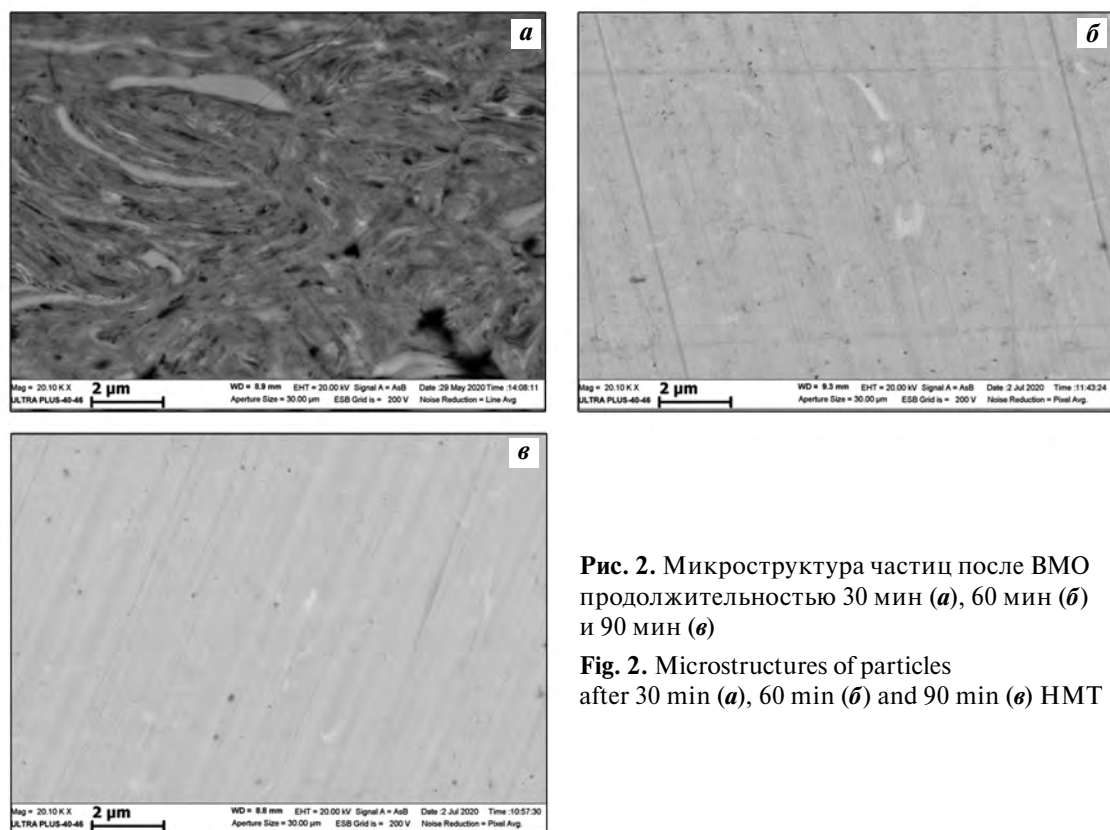 а
Mag = 20.10 K X 2 µm WD = 8.9 mm EHT = 20.00 kV Signal A = AsB Date :29 May 2020 Time :14:08:11
ULTRA PLUS-40-46 Aperture Size = 30.00 µm ESB Grid is = 200 V Noise Reduction = Line Avg
б
Mag = 20.10 K X 2 µm WD = 9.3 mm EHT = 20.00 kV Signal A = AsB Date :2 Jul 2020 Time :11:43:24
ULTRA PLUS-40-46 Aperture Size = 30.00 µm ESB Grid is = 200 V Noise Reduction = Pixel Avg.
в
Mag = 20.10 K X 2 µm WD = 8.8 mm EHT = 20.00 kV Signal A = AsB Date :2 Jul 2020 Time :10:57:30
ULTRA PLUS-40-46 Aperture Size = 30.00 µm ESB Grid is = 200 V Noise Reduction = Pixel Avg.
Рис. 2. Микроструктура частиц после ВМО
продолжительностью 30 мин (а), 60 мин (б)
и 90 мин (в)
Fig. 2. Microstructures of particles
after 30 min (а), 60 min (б) and 90 min (в) HMT